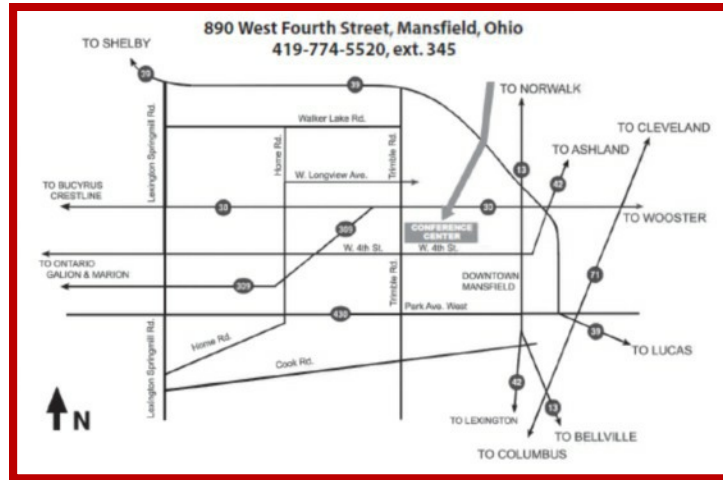 890 West Fourth Street, Mansfield, Ohio
419-774-5520, ext. 345
TO SHELBY
39
39
TO NORWALK
TO CLEVELAND
Walker Lake Rd.
Lexington Springmill Rd.
Home Rd.
Trimble Rd.
13
TO ASHLAND
42
W. Longview Ave.
TO BUCYRUS
CRESTLINE
30
30
TO WOOSTER
309
CONFERENCE
CENTER
W. 4th St.
W. 4th St.
TO ONTARIO
GALION & MARION
309
Trimble Rd.
DOWNTOWN
MANSFIELD
71
430
Park Ave. West
Lexington Springmill Rd.
Home Rd.
39
TO LUCAS
Cook Rd.
42
13
N
TO LEXINGTON
TO BELLVILLE
TO COLUMBUS